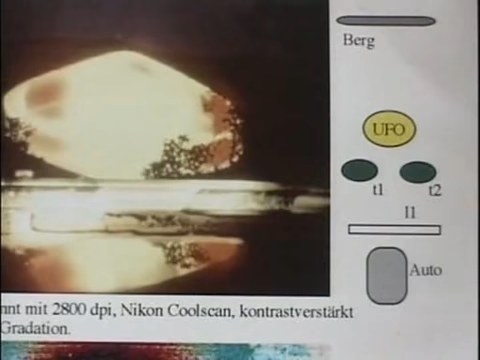 Berg
UFO
t1
t2
l1
Auto
nnt mit 2800 dpi, Nikon Coolscan, kontrastverstärkt
Gradation.